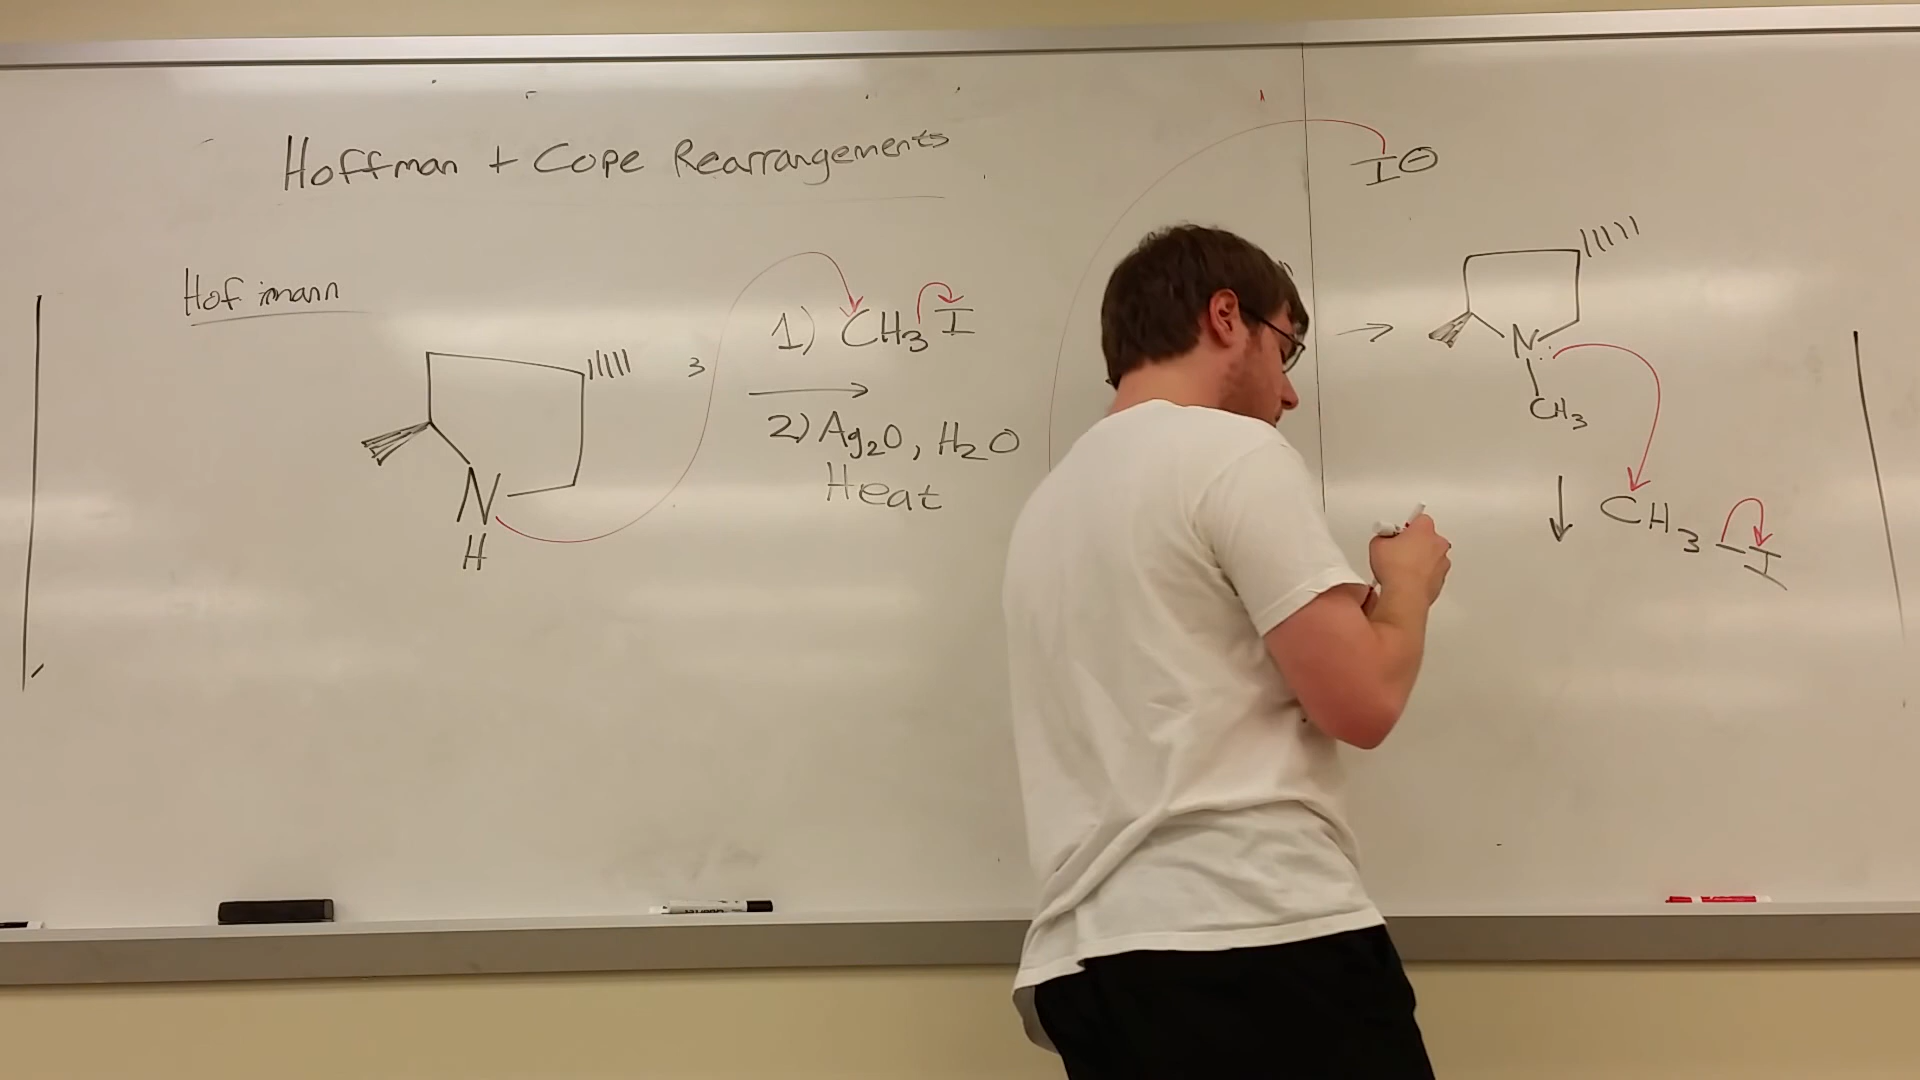 Hoffman + Cope Rearrangements
Hofmann
1) CH3 I
3
2) Ag2O, H2O
Heat
N
H
I⊖
N:
CH3
CH3 - I